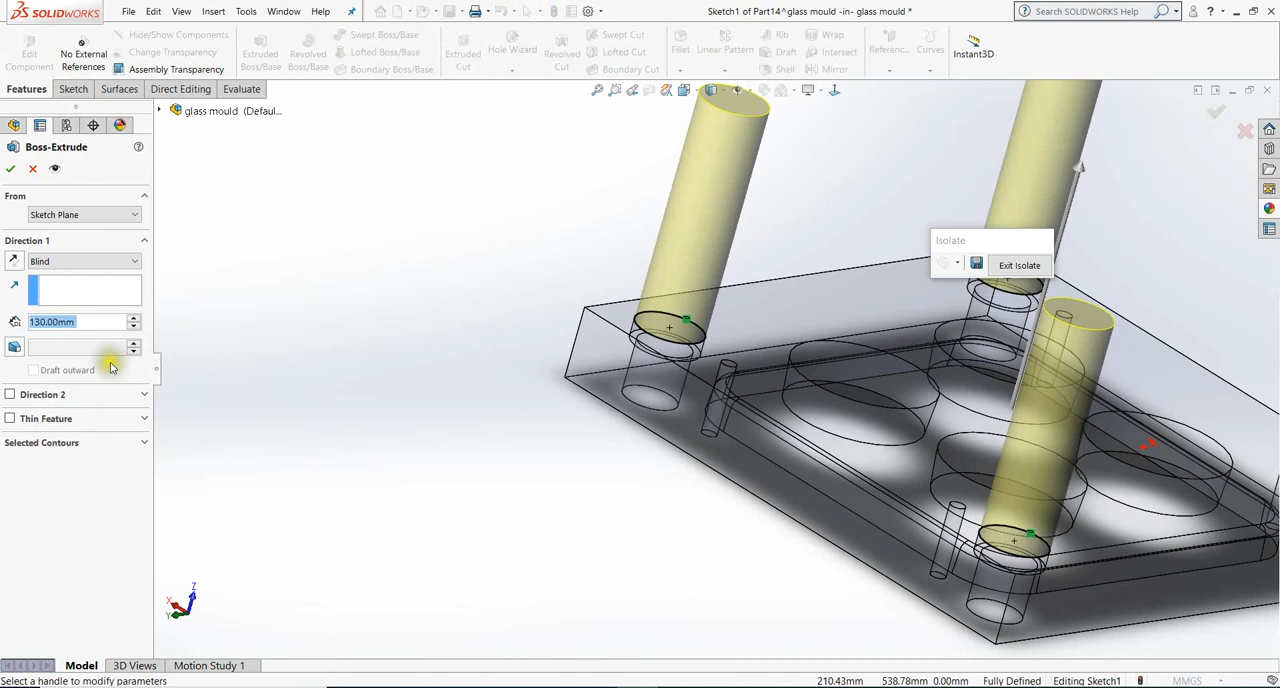 SOLIDWORKS
File Edit View Insert Tools Window Help
Sketch1 of Part14^glass mould -in- glass mould *
Search SOLIDWORKS Help
Edit Component
No External References
Hide/Show Components
Change Transparency
Assembly Transparency
Extruded Boss/Base
Revolved Boss/Base
Swept Boss/Base
Lofted Boss/Base
Boundary Boss/Base
Extruded Cut
Hole Wizard
Revolved Cut
Swept Cut
Lofted Cut
Boundary Cut
Fillet
Linear Pattern
Rib
Draft
Shell
Wrap
Intersect
Mirror
Referenc...
Curves
Instant3D
Features Sketch Surfaces Direct Editing Evaluate
glass mould (Defaul...
Boss-Extrude
From
Sketch Plane
Direction 1
Blind
130.00mm
Draft outward
Direction 2
Thin Feature
Selected Contours
Isolate
Exit Isolate
Z
X
Y
Model 3D Views Motion Study 1
Select a handle to modify parameters
210.43mm 538.78mm 0.00mm Fully Defined Editing Sketch1 MMGS